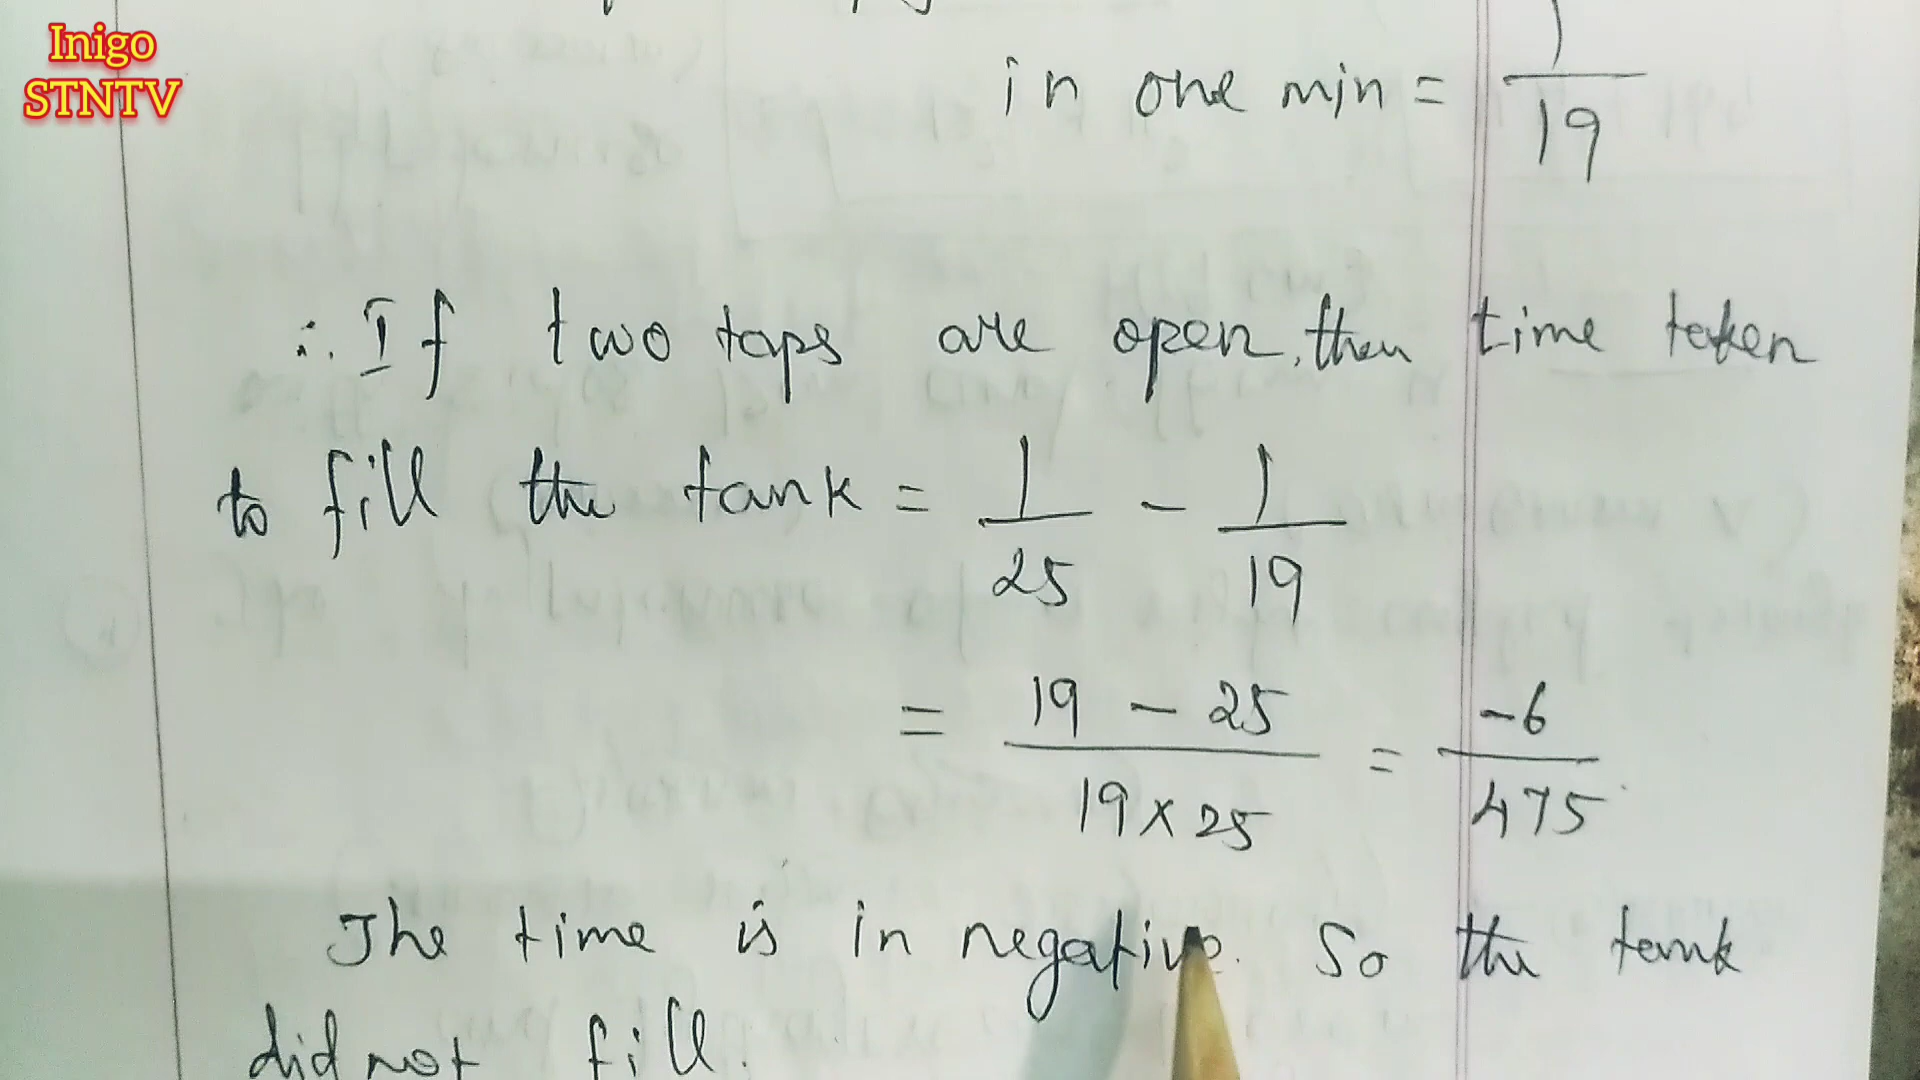 Inigo
STNTV
in one min = 1/19
∴ If two taps are open, then time taken
to fill the tank = 1/25 - 1/19
= 19 - 25 / 19 x 25 = -6/475
The time is in negative. So the tank
did not fill.